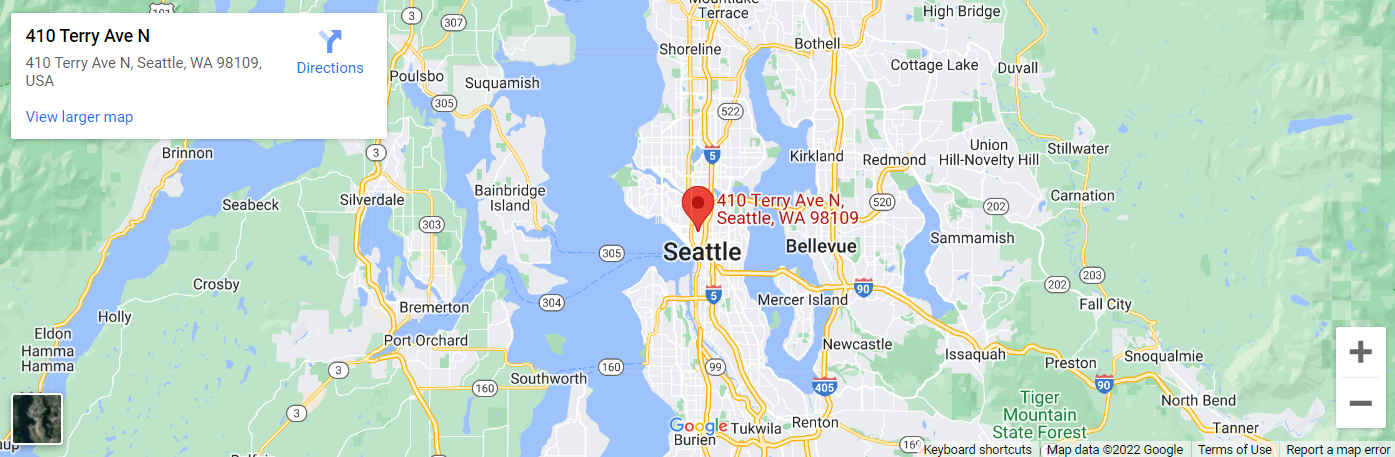 410 Terry Ave N
410 Terry Ave N, Seattle, WA 98109,
USA
Directions
View larger map
3
307
Mountlake
Terrace
High Bridge
Shoreline
Bothell
Cottage Lake
Duvall
Poulsbo
Suquamish
305
522
Brinnon
3
5
Kirkland
Redmond
Union
Hill-Novelty Hill
Stillwater
Seabeck
Silverdale
Bainbridge
Island
410 Terry Ave N,
Seattle, WA 98109
520
202
Carnation
303
305
Seattle
Bellevue
Sammamish
Crosby
Holly
Bremerton
304
5
Mercer Island
90
202
203
Fall City
Eldon
Hamma
Hamma
Port Orchard
Newcastle
Issaquah
Preston
Snoqualmie
3
160
Southworth
160
99
405
90
North Bend
3
Tiger
Mountain
State Forest
Google
Burien
Tukwila
Renton
169
Tanner
Keyboard shortcuts
Map data ©2022 Google
Terms of Use
Report a map error